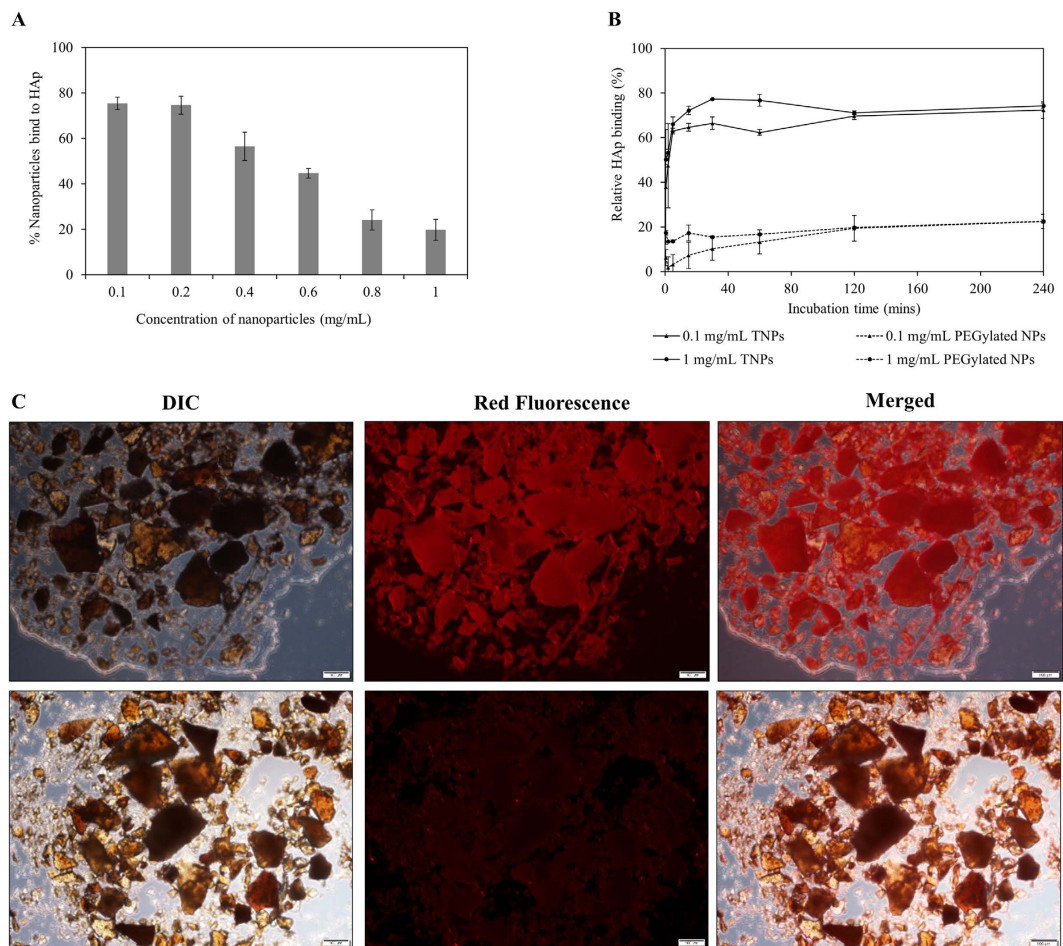 A
% Nanoparticles bind to HAp
100
80
60
40
20
0
0.1 0.2 0.4 0.6 0.8 1
Concentration of nanoparticles (mg/mL)
B
Relative HAp binding (%)
100
80
60
40
20
0
0 40 80 120 160 200 240
Incubation time (mins)
0.1 mg/mL TNPs 0.1 mg/mL PEGylated NPs
1 mg/mL TNPs 1 mg/mL PEGylated NPs
C DIC Red Fluorescence Merged